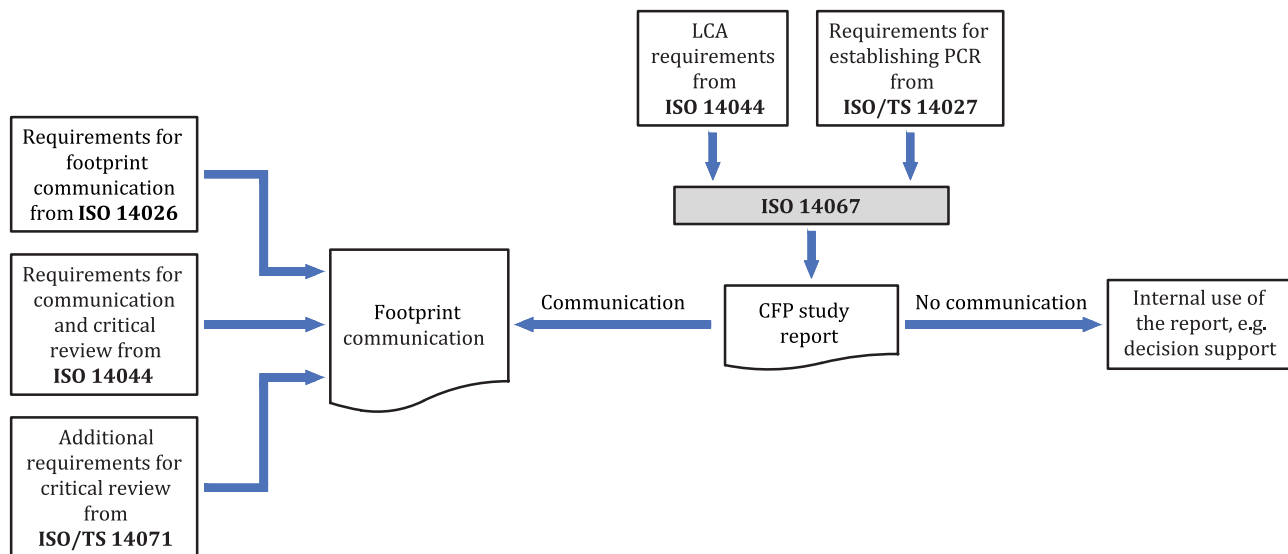 LCA
requirements
from
ISO 14044
Requirements for
establishing PCR
from
ISO/TS 14027
Requirements for
footprint
communication
from ISO 14026
ISO 14067
Requirements for
communication
and critical
review from
ISO 14044
Footprint
communication
Communication
CFP study
report
No communication
Internal use of
the report, e.g.
decision support
Additional
requirements for
critical review
from
ISO/TS 14071